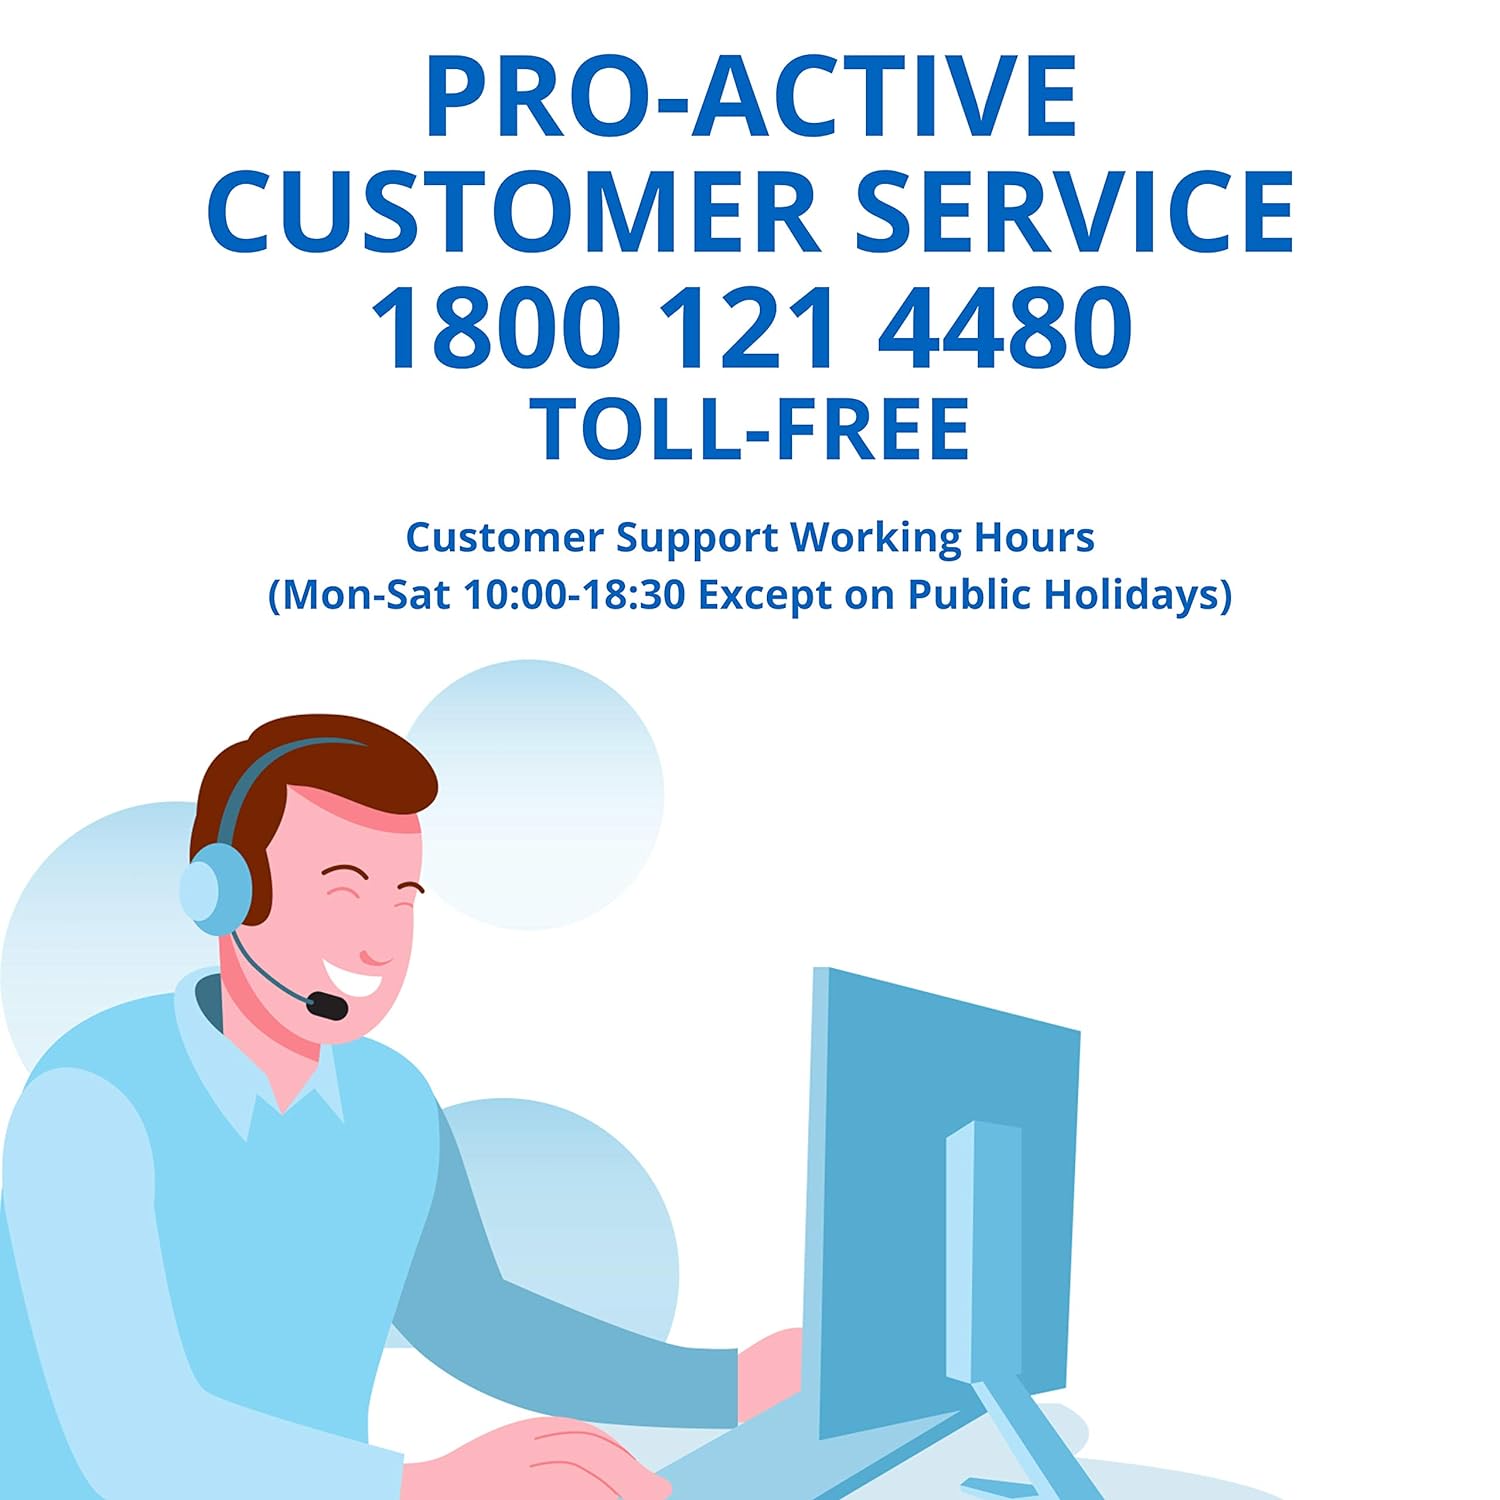 PRO-ACTIVE
CUSTOMER SERVICE
1800 121 4480
TOLL-FREE
Customer Support Working Hours
(Mon-Sat 10:00-18:30 Except on Public Holidays)